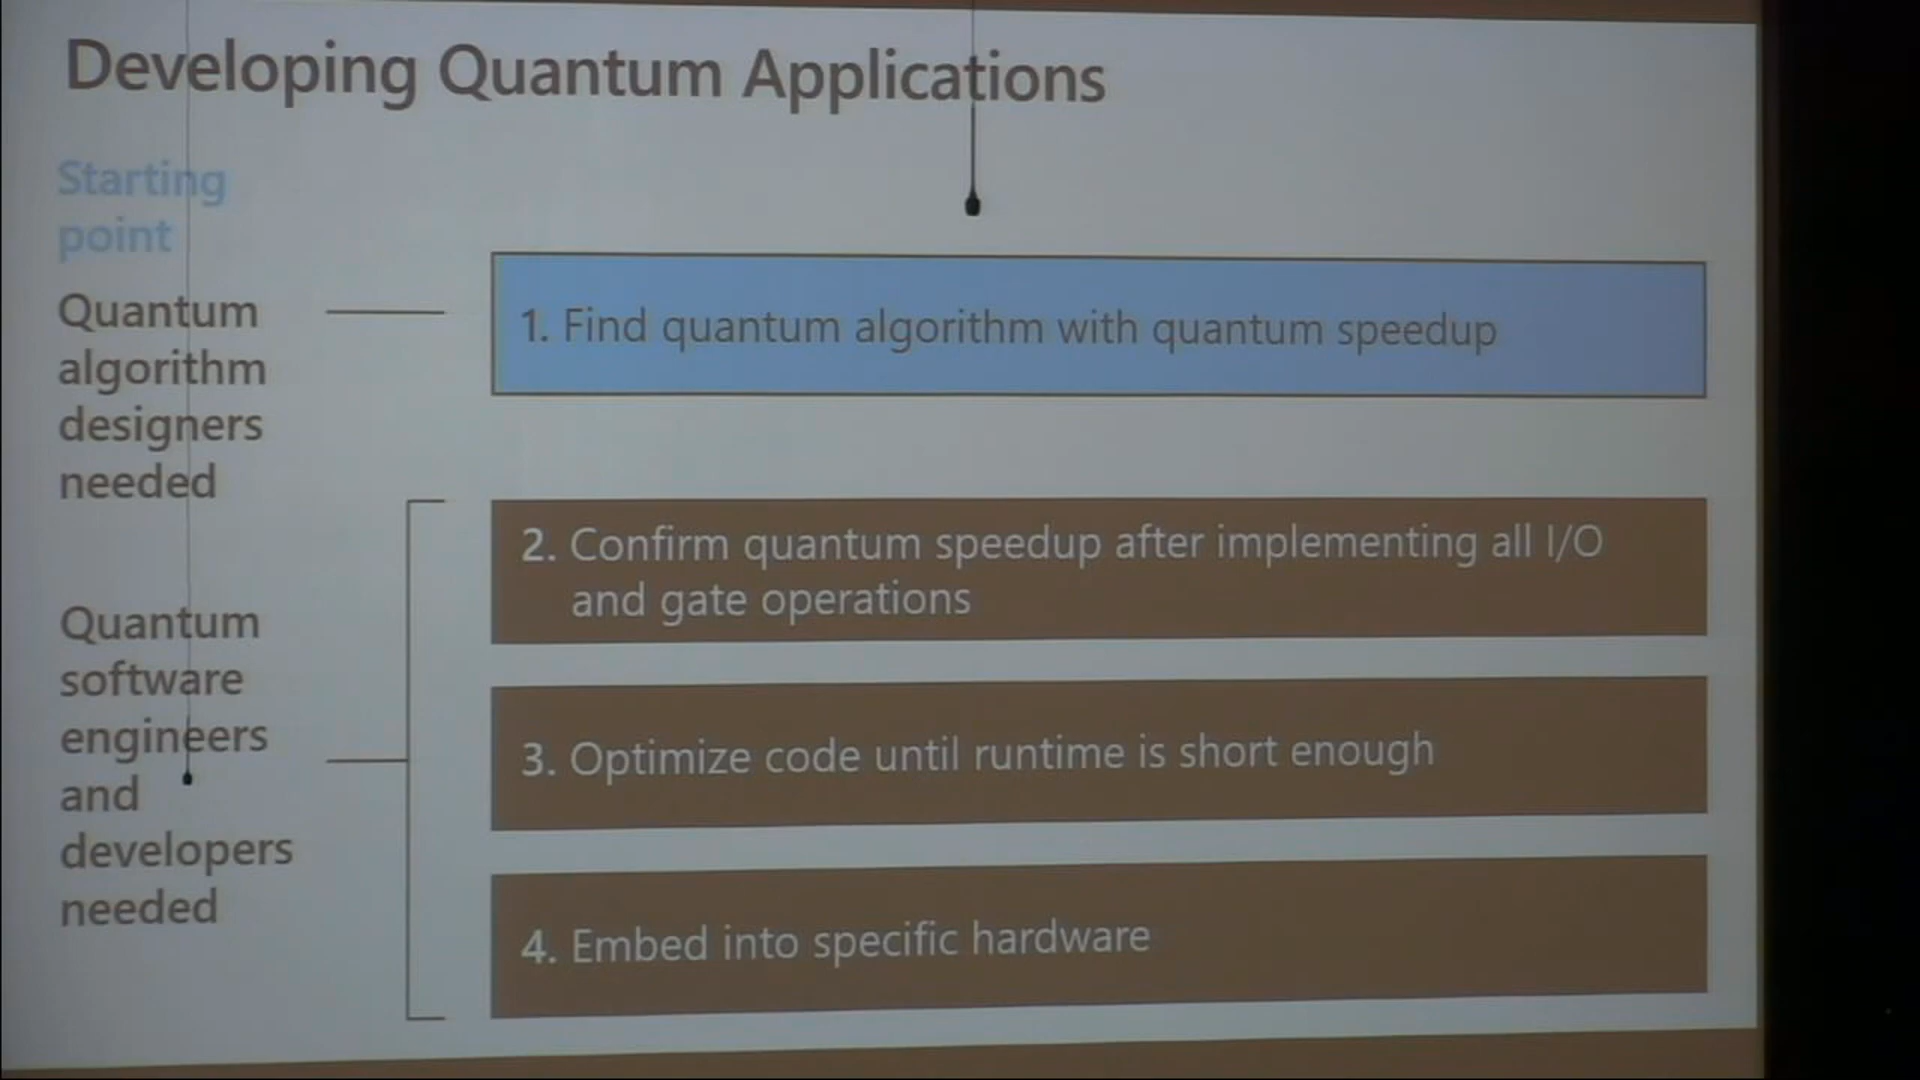 Developing Quantum Applications
Starting
point
Quantum
algorithm
designers
needed
1. Find quantum algorithm with quantum speedup
Quantum
software
engineers
and
developers
needed
2. Confirm quantum speedup after implementing all I/O
and gate operations
3. Optimize code until runtime is short enough
4. Embed into specific hardware